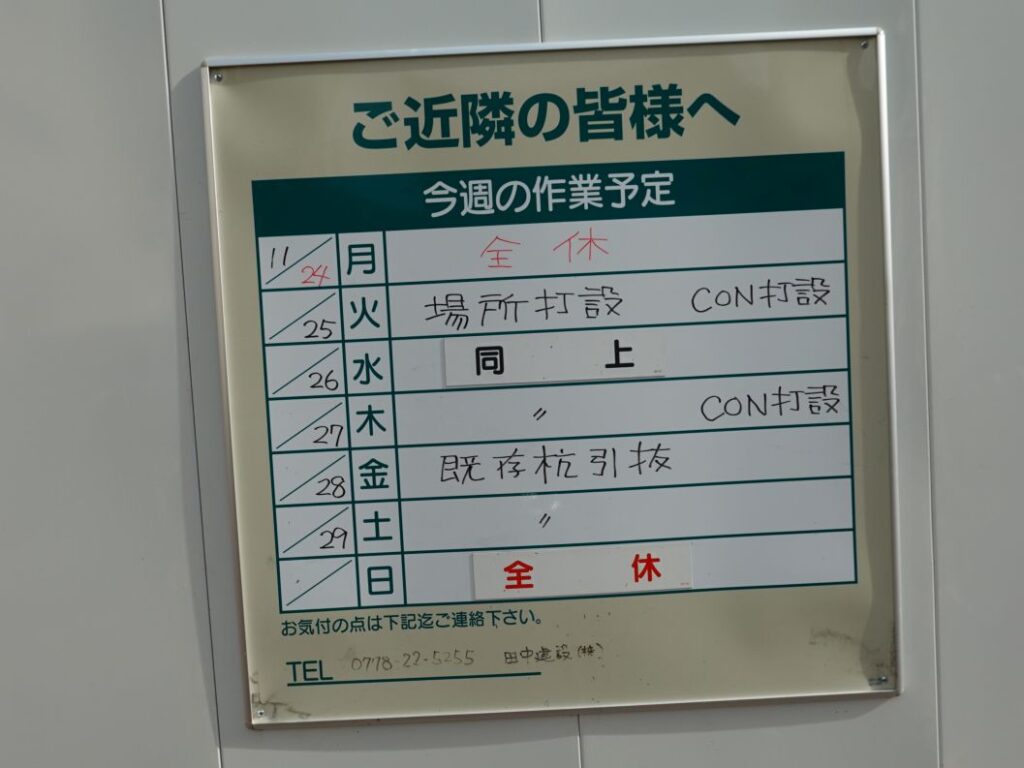 ご近隣の皆様へ
今週の作業予定
11/24 月 全休
/25 火 場所打設 CON打設
/26 水 同上
/27 木 〃 CON打設
/28 金 既存杭引抜
/29 土 〃
/ 日 全休
お気付の点は下記迄ご連絡下さい。
TEL 0778-22-5255 田中建設(株)